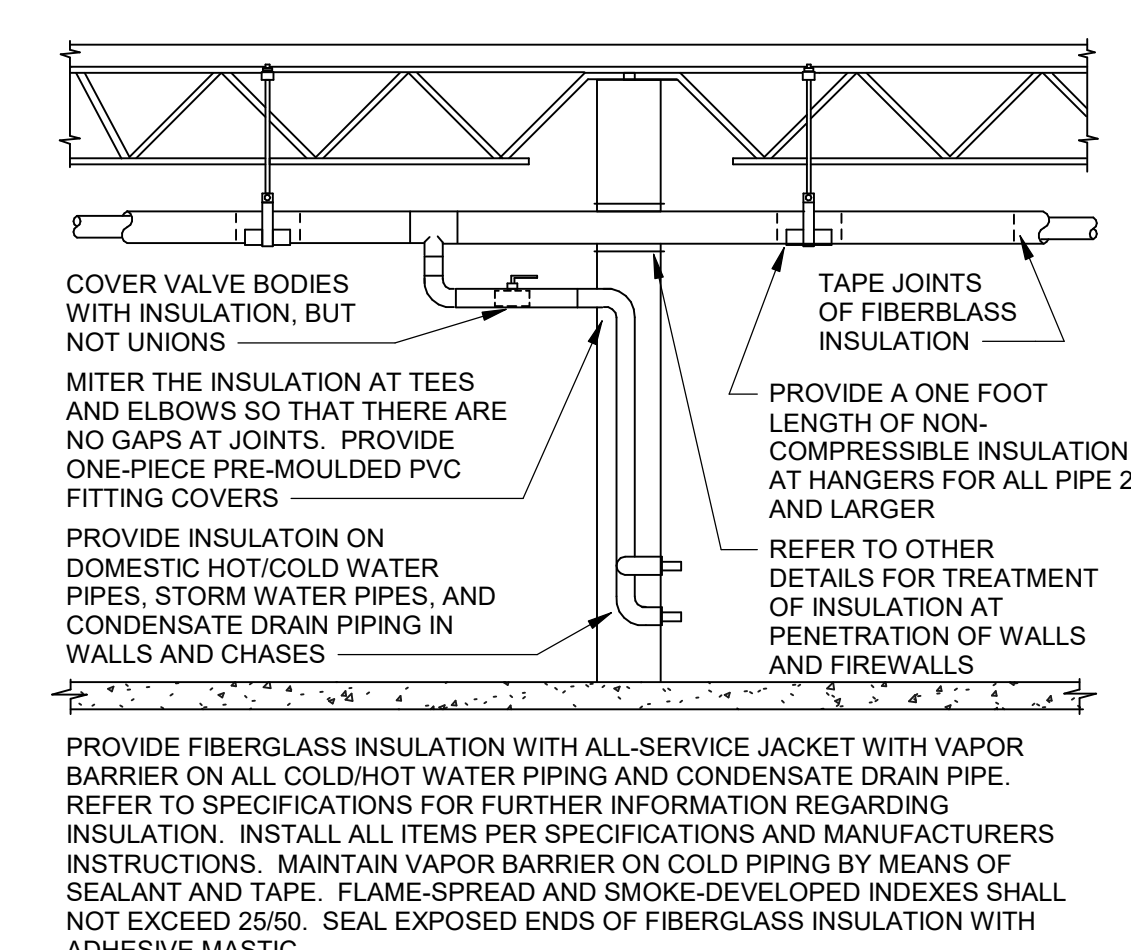 COVER VALVE BODIES
WITH INSULATION, BUT
NOT UNIONS
MITER THE INSULATION AT TEES
AND ELBOWS SO THAT THERE ARE
NO GAPS AT JOINTS. PROVIDE
ONE-PIECE PRE-MOULDED PVC
FITTING COVERS
PROVIDE INSULATOIN ON
DOMESTIC HOT/COLD WATER
PIPES, STORM WATER PIPES, AND
CONDENSATE DRAIN PIPING IN
WALLS AND CHASES
TAPE JOINTS
OF FIBERBLASS
INSULATION
PROVIDE A ONE FOOT
LENGTH OF NON-
COMPRESSIBLE INSULATION
AT HANGERS FOR ALL PIPE 2
AND LARGER
REFER TO OTHER
DETAILS FOR TREATMENT
OF INSULATION AT
PENETRATION OF WALLS
AND FIREWALLS
PROVIDE FIBERGLASS INSULATION WITH ALL-SERVICE JACKET WITH VAPOR
BARRIER ON ALL COLD/HOT WATER PIPING AND CONDENSATE DRAIN PIPE.
REFER TO SPECIFICATIONS FOR FURTHER INFORMATION REGARDING
INSULATION. INSTALL ALL ITEMS PER SPECIFICATIONS AND MANUFACTURERS
INSTRUCTIONS. MAINTAIN VAPOR BARRIER ON COLD PIPING BY MEANS OF
SEALANT AND TAPE. FLAME-SPREAD AND SMOKE-DEVELOPED INDEXES SHALL
NOT EXCEED 25/50. SEAL EXPOSED ENDS OF FIBERGLASS INSULATION WITH
ADHESIVE MASTIC